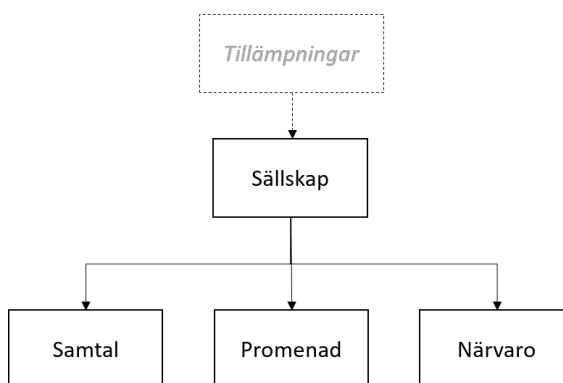 Tillämpningar
Sällskap
Samtal
Promenad
Närvaro